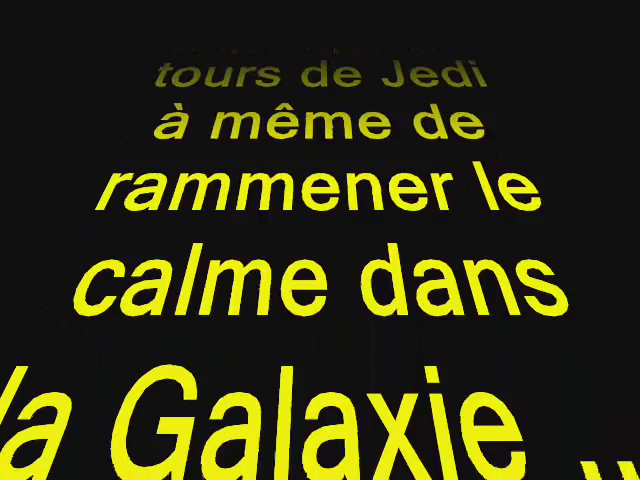 tours de Jedi
à même de
rammener le
calme dans
la Galaxie ...